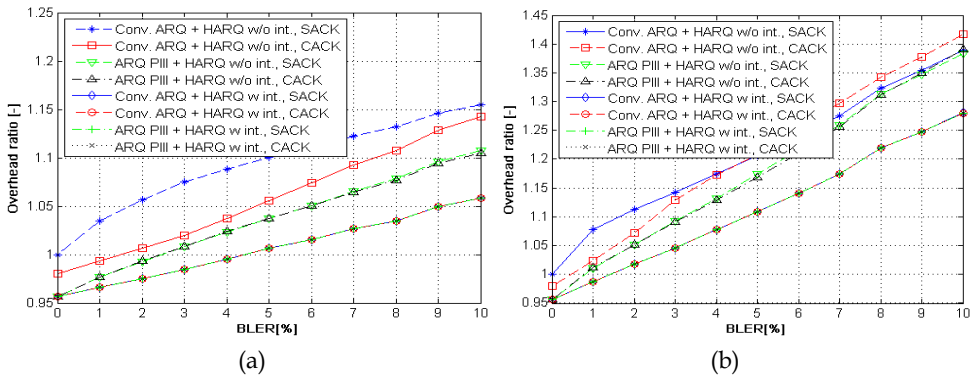 1.25
1.2
1.15
1.1
1.05
1
0.95
Overhead ratio [-]
Conv. ARQ + HARQ w/o int., SACK
Conv. ARQ + HARQ w/o int., CACK
ARQ PIII + HARQ w/o int., SACK
ARQ PIII + HARQ w/o int., CACK
Conv. ARQ + HARQ w int., SACK
Conv. ARQ + HARQ w int., CACK
ARQ PIII + HARQ w int., SACK
ARQ PIII + HARQ w int., CACK
0 1 2 3 4 5 6 7 8 9 10
BLER[%]
(a)
1.45
1.4
1.35
1.3
1.25
1.2
1.15
1.1
1.05
1
0.95
Overhead ratio [-]
Conv. ARQ + HARQ w/o int., SACK
Conv. ARQ + HARQ w/o int., CACK
ARQ PIII + HARQ w/o int., SACK
ARQ PIII + HARQ w/o int., CACK
Conv. ARQ + HARQ w int., SACK
Conv. ARQ + HARQ w int., CACK
ARQ PIII + HARQ w int., SACK
ARQ PIII + HARQ w int., CACK
0 1 2 3 4 5 6 7 8 9 10
BLER[%]
(b)